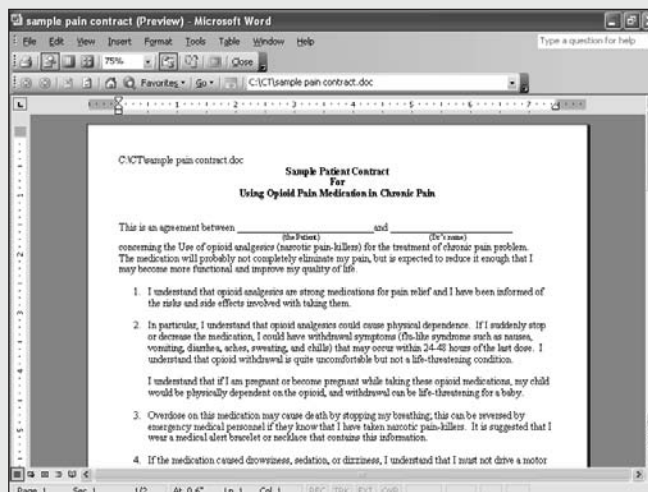 sample pain contract (Preview) - Microsoft Word
File Edit View Insert Format Tools Table Window Help
Type a question for help
75%
Close
Favorites Go C:\CT\sample pain contract.doc
1 2 3 4 5 6 7
C:\CT\sample pain contract.doc
Sample Patient Contract
For
Using Opioid Pain Medication in Chronic Pain
This is an agreement between and
(the Patient) (Dr's name)
concerning the Use of opioid analgesics (narcotic pain-killers) for the treatment of chronic pain problem.
The medication will probably not completely eliminate my pain, but is expected to reduce it enough that I
may become more functional and improve my quality of life.
1. I understand that opioid analgesics are strong medications for pain relief and I have been informed of
the risks and side effects involved with taking them.
2. In particular, I understand that opioid analgesics could cause physical dependence. If I suddenly stop
or decrease the medication, I could have withdrawal symptoms (flu-like syndrome such as nausea,
vomiting, diarrhea, aches, sweating, and chills) that may occur within 24-48 hours of the last dose. I
understand that opioid withdrawal is quite uncomfortable but not a life-threatening condition.
I understand that if I am pregnant or become pregnant while taking these opioid medications, my child
would be physically dependent on the opioid, and withdrawal can be life-threatening for a baby.
3. Overdose on this medication may cause death by stopping my breathing; this can be reversed by
emergency medical personnel if they know that I have taken narcotic pain-killers. It is suggested that I
wear a medical alert bracelet or necklace that contains this information.
4. If the medication caused drowsiness, sedation, or dizziness, I understand that I must not drive a motor
Page 1 Sec 1 1/2 At 0.6" Ln 1 Col 1 REC TRK EXT OVR